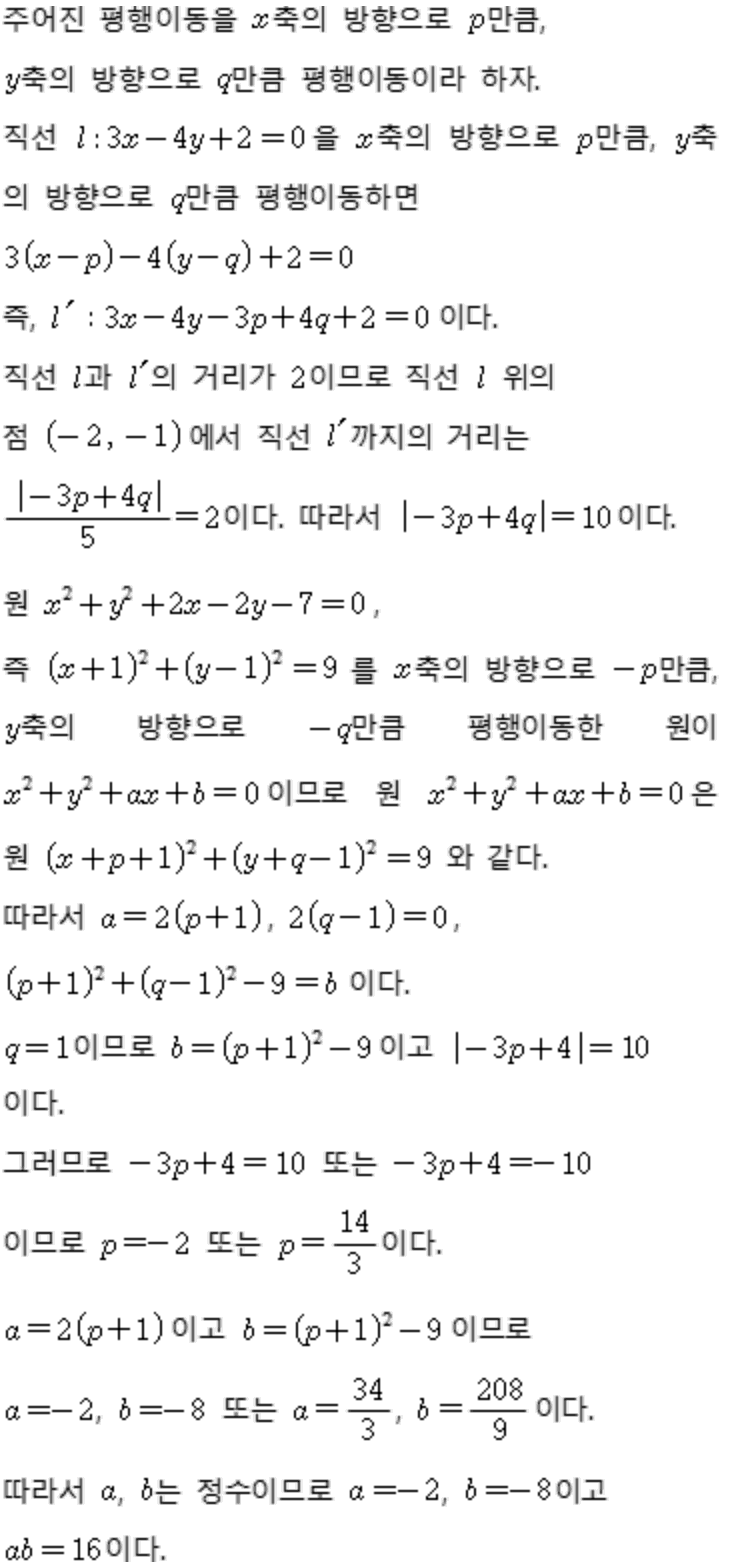 주어진 평행이동을 x축의 방향으로 p만큼,
y축의 방향으로 q만큼 평행이동이라 하자.
직선 l : 3x − 4y + 2 = 0 을 x축의 방향으로 p만큼, y축
의 방향으로 q만큼 평행이동하면
3(x − p) − 4(y − q) + 2 = 0
즉, l′ : 3x − 4y − 3p + 4q + 2 = 0 이다.
직선 l과 l′의 거리가 2이므로 직선 l 위의
점 (−2, −1)에서 직선 l′까지의 거리는
|−3p + 4q| / 5 = 2이다. 따라서 |−3p + 4q| = 10이다.
원 x² + y² + 2x − 2y − 7 = 0,
즉 (x + 1)² + (y − 1)² = 9 를 x축의 방향으로 −p만큼,
y축의 방향으로 −q만큼 평행이동한 원이
x² + y² + ax + b = 0이므로 원 x² + y² + ax + b = 0은
원 (x + p + 1)² + (y + q − 1)² = 9 와 같다.
따라서 a = 2(p + 1), 2(q − 1) = 0,
(p + 1)² + (q − 1)² − 9 = b 이다.
q = 1이므로 b = (p + 1)² − 9이고 |−3p + 4| = 10
이다.
그러므로 −3p + 4 = 10 또는 −3p + 4 = −10
이므로 p = −2 또는 p = 14/3이다.
a = 2(p + 1)이고 b = (p + 1)² − 9 이므로
a = −2, b = −8 또는 a = 34/3, b = 208/9 이다.
따라서 a, b는 정수이므로 a = −2, b = −8이고
ab = 16이다.